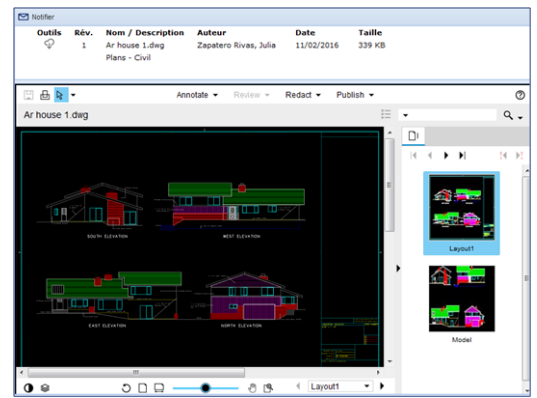 Notifier
Outils Rév. Nom / Description Auteur Date Taille
1 Ar house 1.dwg Zapatero Rivas, Julia 11/02/2016 339 KB
Plans - Civil
Annotate Review Redact Publish
Ar house 1.dwg
SOUTH ELEVATION WEST ELEVATION
EAST ELEVATION NORTH ELEVATION
Layout1
Model
Layout1